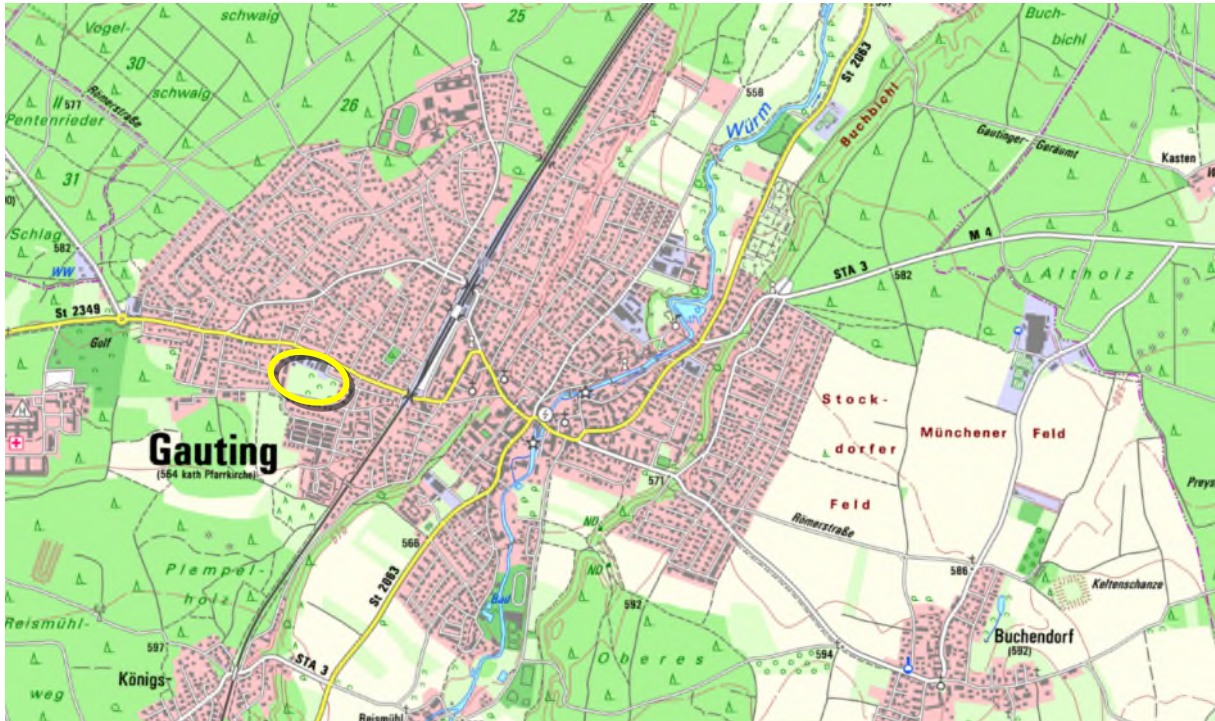 schwaig
25
Vogel-
30
schwaig
26
577
Pentenrieder
Römerstraße
31
Schlag
582
WW
St 2349
Golf
Gauting
(564 kath Pfarrkirche)
Plempel-
holz
Reismühl-
597
weg
Königs-
STA 3
Reismühl
St 2063
566
Bad
Würm
558
St 2063
Buchbichl
Buch-
bichl
Gautinger
Geräumt
Kasten
M 4
STA 3
582
Altholz
Stock-
dorfer
Feld
Münchener Feld
571
Römerstraße
ND
ND
592
Oberes
594
586
Keltenschanze
Buchendorf
(592)
Preys